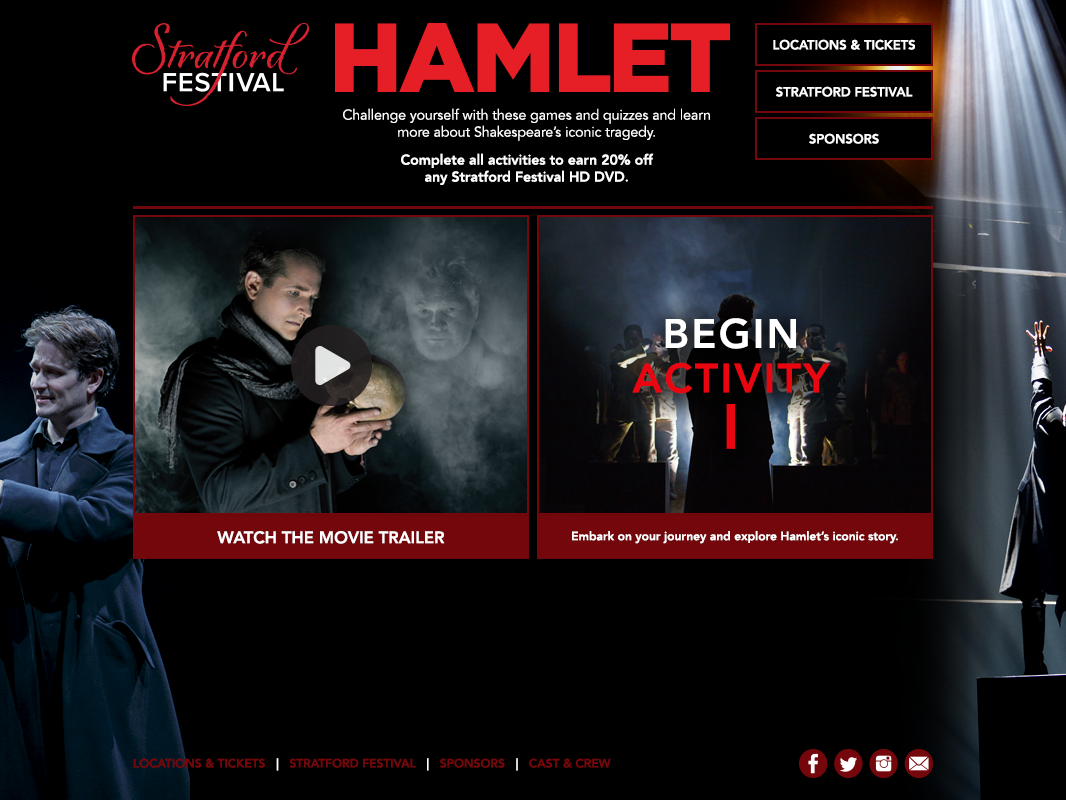 Stratford
FESTIVAL
HAMLET
Challenge yourself with these games and quizzes and learn
more about Shakespeare's iconic tragedy.
Complete all activities to earn 20% off
any Stratford Festival HD DVD.
LOCATIONS & TICKETS
STRATFORD FESTIVAL
SPONSORS
WATCH THE MOVIE TRAILER
BEGIN
ACTIVITY
I
Embark on your journey and explore Hamlet's iconic story.
LOCATIONS & TICKETS | STRATFORD FESTIVAL | SPONSORS | CAST & CREW